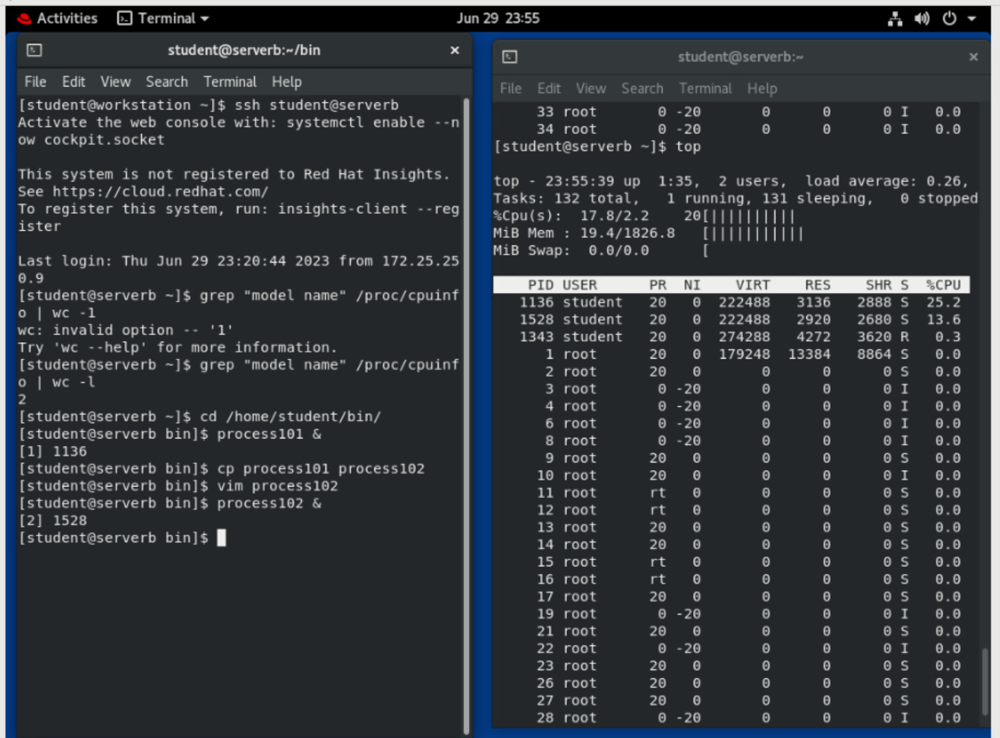 Activities Terminal Jun 29 23:55
student@serverb:~/bin ×
File Edit View Search Terminal Help
[student@workstation ~]$ ssh student@serverb
Activate the web console with: systemctl enable --n
ow cockpit.socket
This system is not registered to Red Hat Insights.
See https://cloud.redhat.com/
To register this system, run: insights-client --reg
ister
Last login: Thu Jun 29 23:20:44 2023 from 172.25.25
0.9
[student@serverb ~]$ grep "model name" /proc/cpuinf
o | wc -1
wc: invalid option -- '1'
Try 'wc --help' for more information.
[student@serverb ~]$ grep "model name" /proc/cpuinf
o | wc -l
2
[student@serverb ~]$ cd /home/student/bin/
[student@serverb bin]$ process101 &
[1] 1136
[student@serverb bin]$ cp process101 process102
[student@serverb bin]$ vim process102
[student@serverb bin]$ process102 &
[2] 1528
[student@serverb bin]$
student@serverb:~ ×
File Edit View Search Terminal Help
33 root 0 -20 0 0 0 I 0.0
34 root 0 -20 0 0 0 I 0.0
[student@serverb ~]$ top
top - 23:55:39 up 1:35, 2 users, load average: 0.26,
Tasks: 132 total, 1 running, 131 sleeping, 0 stopped
%Cpu(s): 17.8/2.2 20[||||||||||
MiB Mem : 19.4/1826.8 [|||||||||||
MiB Swap: 0.0/0.0 [
PID USER PR NI VIRT RES SHR S %CPU
1136 student 20 0 222488 3136 2888 S 25.2
1528 student 20 0 222488 2920 2680 S 13.6
1343 student 20 0 274288 4272 3620 R 0.3
1 root 20 0 179248 13384 8864 S 0.0
2 root 20 0 0 0 0 S 0.0
3 root 0 -20 0 0 0 I 0.0
4 root 0 -20 0 0 0 I 0.0
6 root 0 -20 0 0 0 I 0.0
8 root 0 -20 0 0 0 I 0.0
9 root 20 0 0 0 0 S 0.0
10 root 20 0 0 0 0 I 0.0
11 root rt 0 0 0 0 S 0.0
12 root rt 0 0 0 0 S 0.0
13 root 20 0 0 0 0 S 0.0
14 root 20 0 0 0 0 S 0.0
15 root rt 0 0 0 0 S 0.0
16 root rt 0 0 0 0 S 0.0
17 root 20 0 0 0 0 S 0.0
19 root 0 -20 0 0 0 I 0.0
21 root 20 0 0 0 0 S 0.0
22 root 0 -20 0 0 0 I 0.0
23 root 20 0 0 0 0 S 0.0
26 root 20 0 0 0 0 S 0.0
27 root 20 0 0 0 0 S 0.0
28 root 0 -20 0 0 0 I 0.0